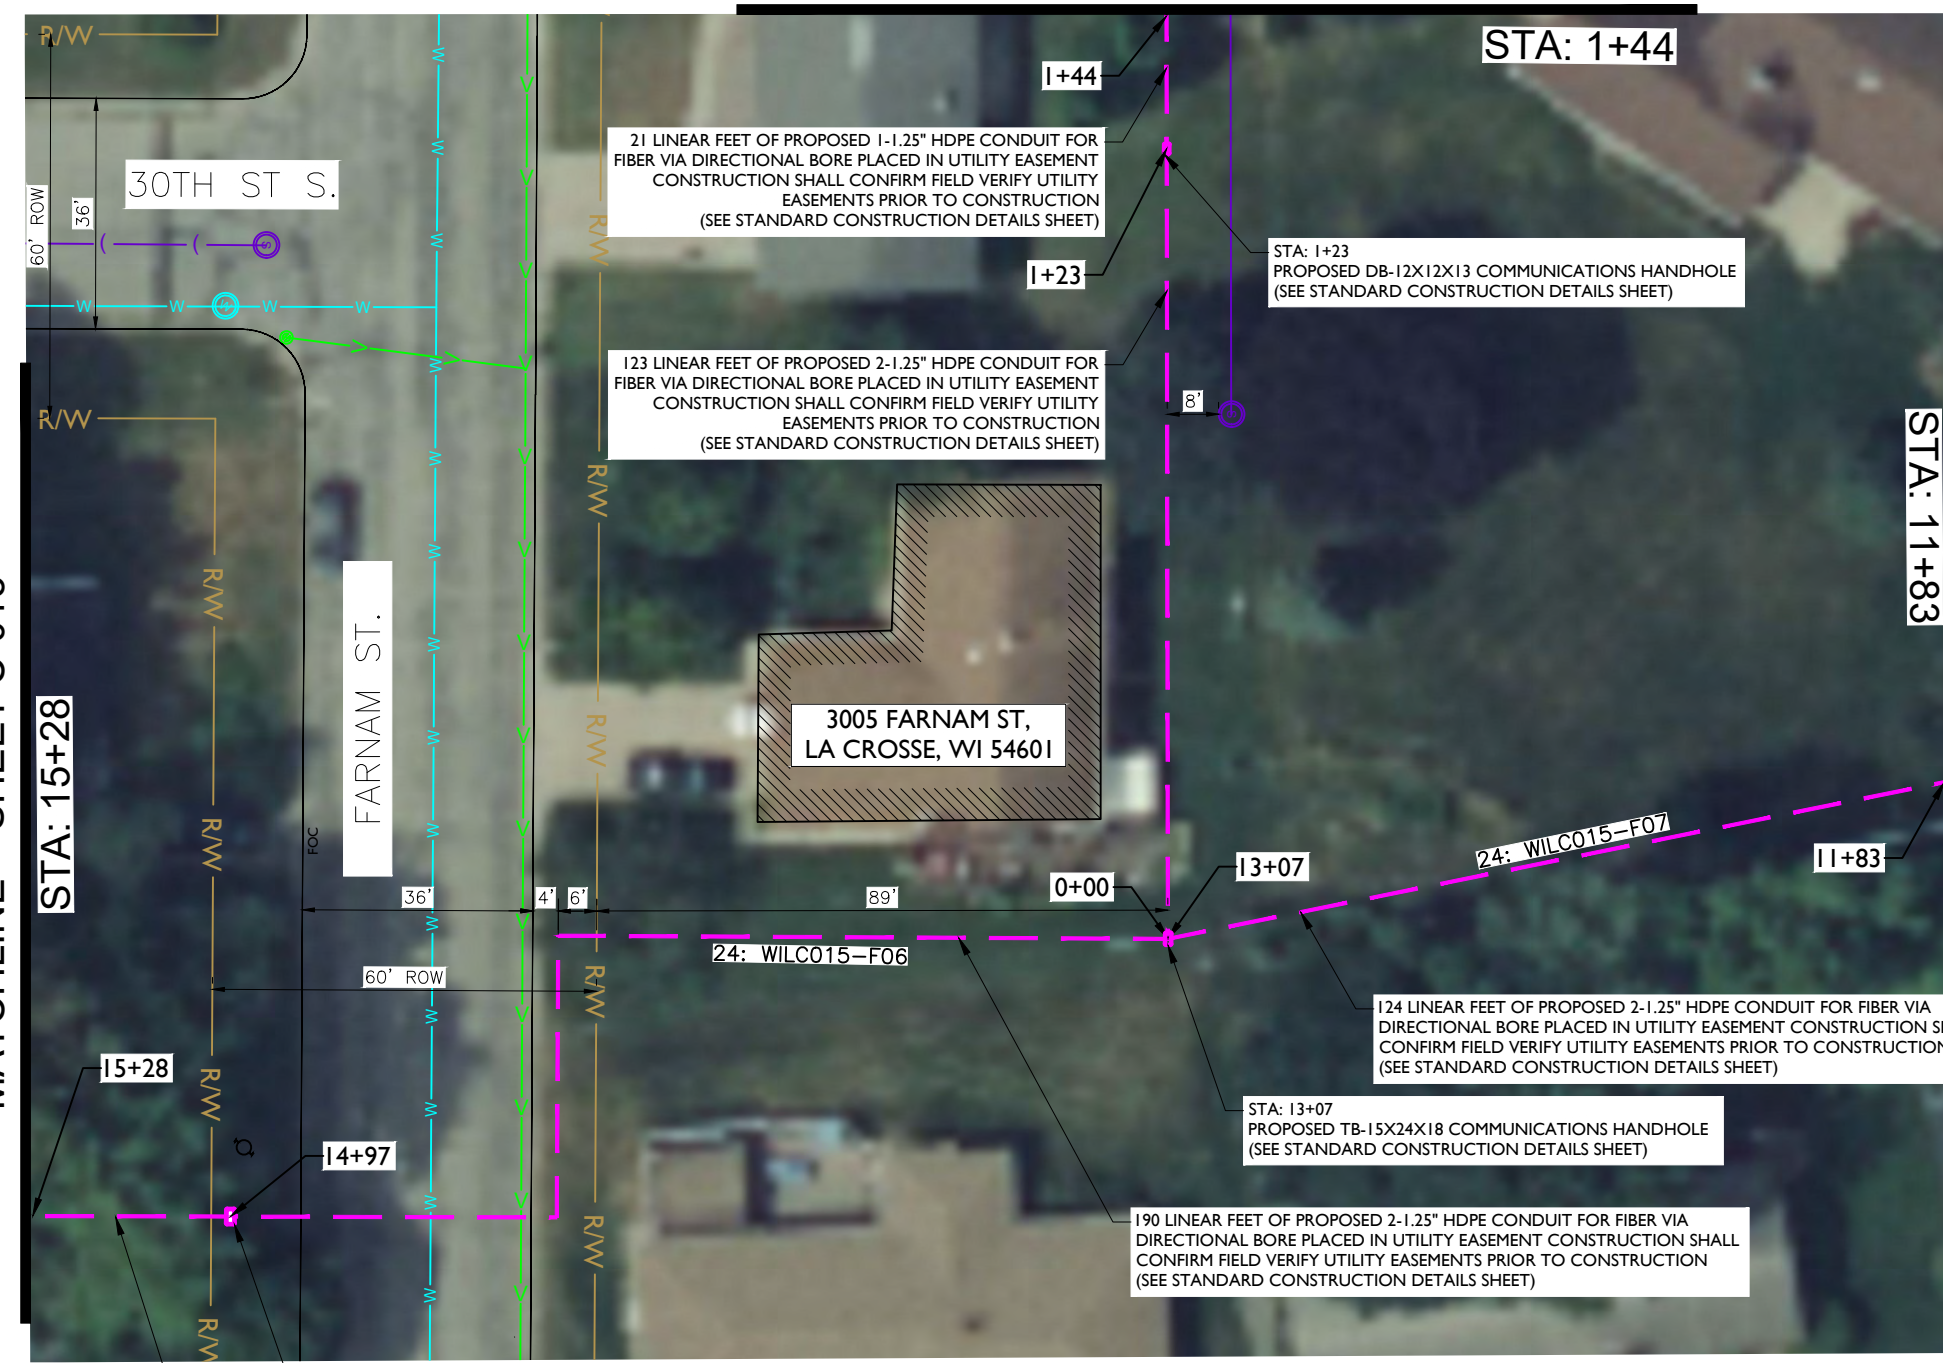 R/W
STA: 1+44
1+44
21 LINEAR FEET OF PROPOSED 1-1.25" HDPE CONDUIT FOR
FIBER VIA DIRECTIONAL BORE PLACED IN UTILITY EASEMENT
CONSTRUCTION SHALL CONFIRM FIELD VERIFY UTILITY
EASEMENTS PRIOR TO CONSTRUCTION
(SEE STANDARD CONSTRUCTION DETAILS SHEET)
30TH ST S.
60' ROW
36'
R/W
1+23
STA: 1+23
PROPOSED DB-12X12X13 COMMUNICATIONS HANDHOLE
(SEE STANDARD CONSTRUCTION DETAILS SHEET)
S
W
W
W
W
W
W
W
W
123 LINEAR FEET OF PROPOSED 2-1.25" HDPE CONDUIT FOR
FIBER VIA DIRECTIONAL BORE PLACED IN UTILITY EASEMENT
CONSTRUCTION SHALL CONFIRM FIELD VERIFY UTILITY
EASEMENTS PRIOR TO CONSTRUCTION
(SEE STANDARD CONSTRUCTION DETAILS SHEET)
8'
R/W
R/W
R/W
STA: 11+83
W
W
W
W
FARNAM ST.
3005 FARNAM ST,
LA CROSSE, WI 54601
R/W
STA: 15+28
R/W
FOC
W
24: WILC015-F07
11+83
13+07
0+00
36'
4'
6'
89'
W
24: WILC015-F06
60' ROW
R/W
W
124 LINEAR FEET OF PROPOSED 2-1.25" HDPE CONDUIT FOR FIBER VIA
DIRECTIONAL BORE PLACED IN UTILITY EASEMENT CONSTRUCTION
CONFIRM FIELD VERIFY UTILITY EASEMENTS PRIOR TO CONSTRUCTION
(SEE STANDARD CONSTRUCTION DETAILS SHEET)
15+28
R/W
W
STA: 13+07
PROPOSED TB-15X24X18 COMMUNICATIONS HANDHOLE
(SEE STANDARD CONSTRUCTION DETAILS SHEET)
14+97
W
R/W
190 LINEAR FEET OF PROPOSED 2-1.25" HDPE CONDUIT FOR FIBER VIA
DIRECTIONAL BORE PLACED IN UTILITY EASEMENT CONSTRUCTION SHALL
CONFIRM FIELD VERIFY UTILITY EASEMENTS PRIOR TO CONSTRUCTION
(SEE STANDARD CONSTRUCTION DETAILS SHEET)
W
R/W